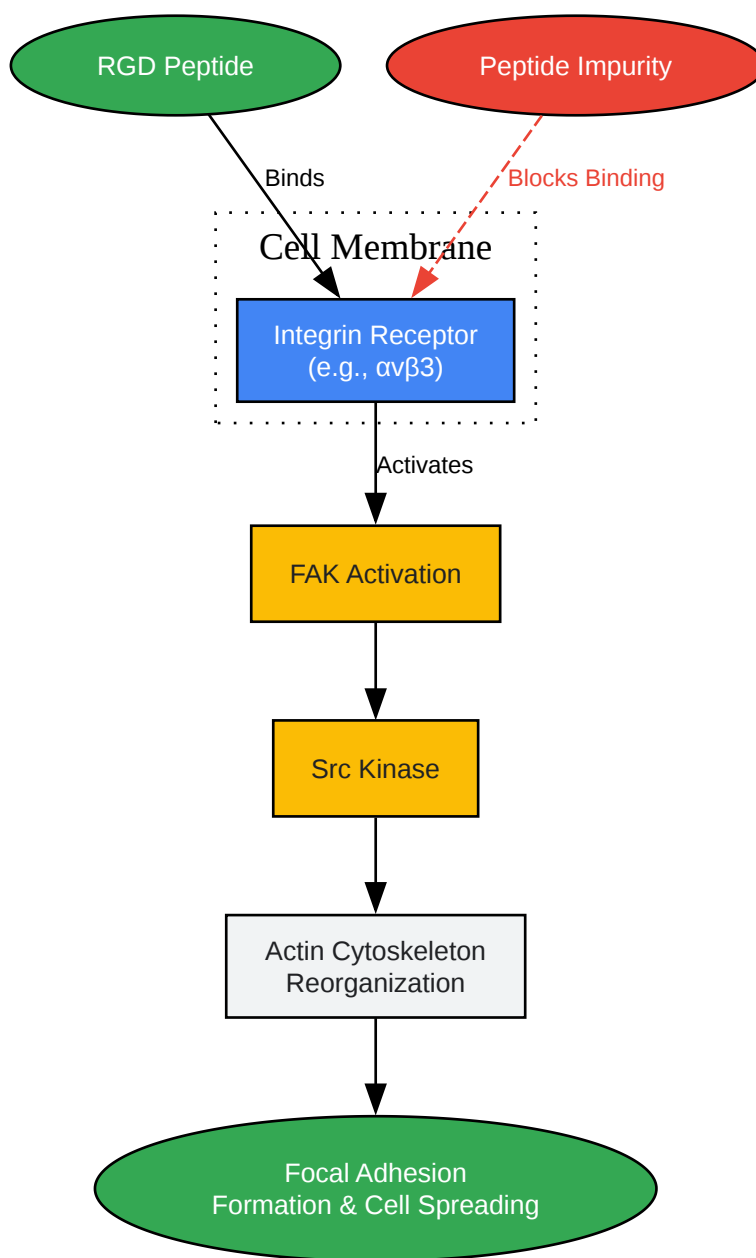 RGD Peptide
Peptide Impurity
Binds
Blocks Binding
Cell Membrane
Integrin Receptor
(e.g., αvβ3)
Activates
FAK Activation
Src Kinase
Actin Cytoskeleton
Reorganization
Focal Adhesion
Formation & Cell Spreading